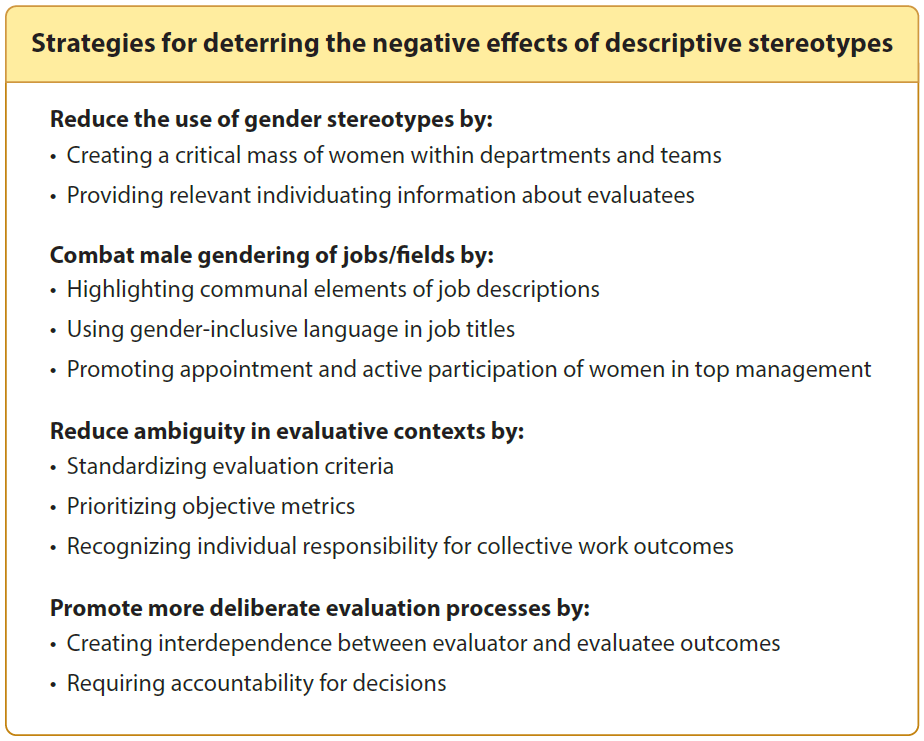 Strategies for deterring the negative effects of descriptive stereotypes
Reduce the use of gender stereotypes by:
• Creating a critical mass of women within departments and teams
• Providing relevant individuating information about evaluatees
Combat male gendering of jobs/fields by:
• Highlighting communal elements of job descriptions
• Using gender-inclusive language in job titles
• Promoting appointment and active participation of women in top management
Reduce ambiguity in evaluative contexts by:
• Standardizing evaluation criteria
• Prioritizing objective metrics
• Recognizing individual responsibility for collective work outcomes
Promote more deliberate evaluation processes by:
• Creating interdependence between evaluator and evaluatee outcomes
• Requiring accountability for decisions